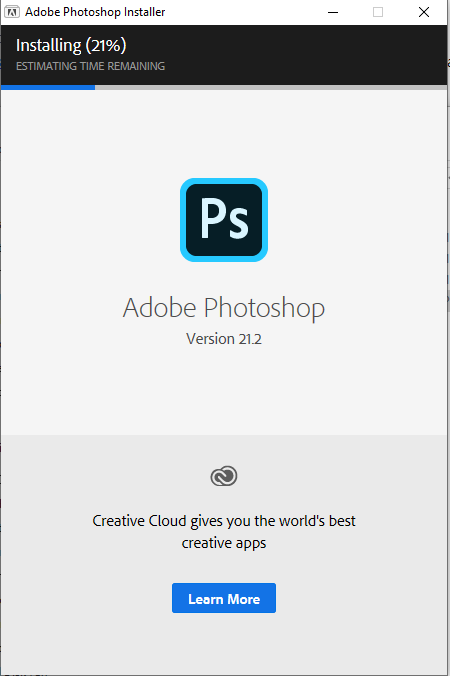 Adobe Photoshop Installer
Installing (21%)
ESTIMATING TIME REMAINING
Ps
Adobe Photoshop
Version 21.2
Creative Cloud gives you the world's best
creative apps
Learn More